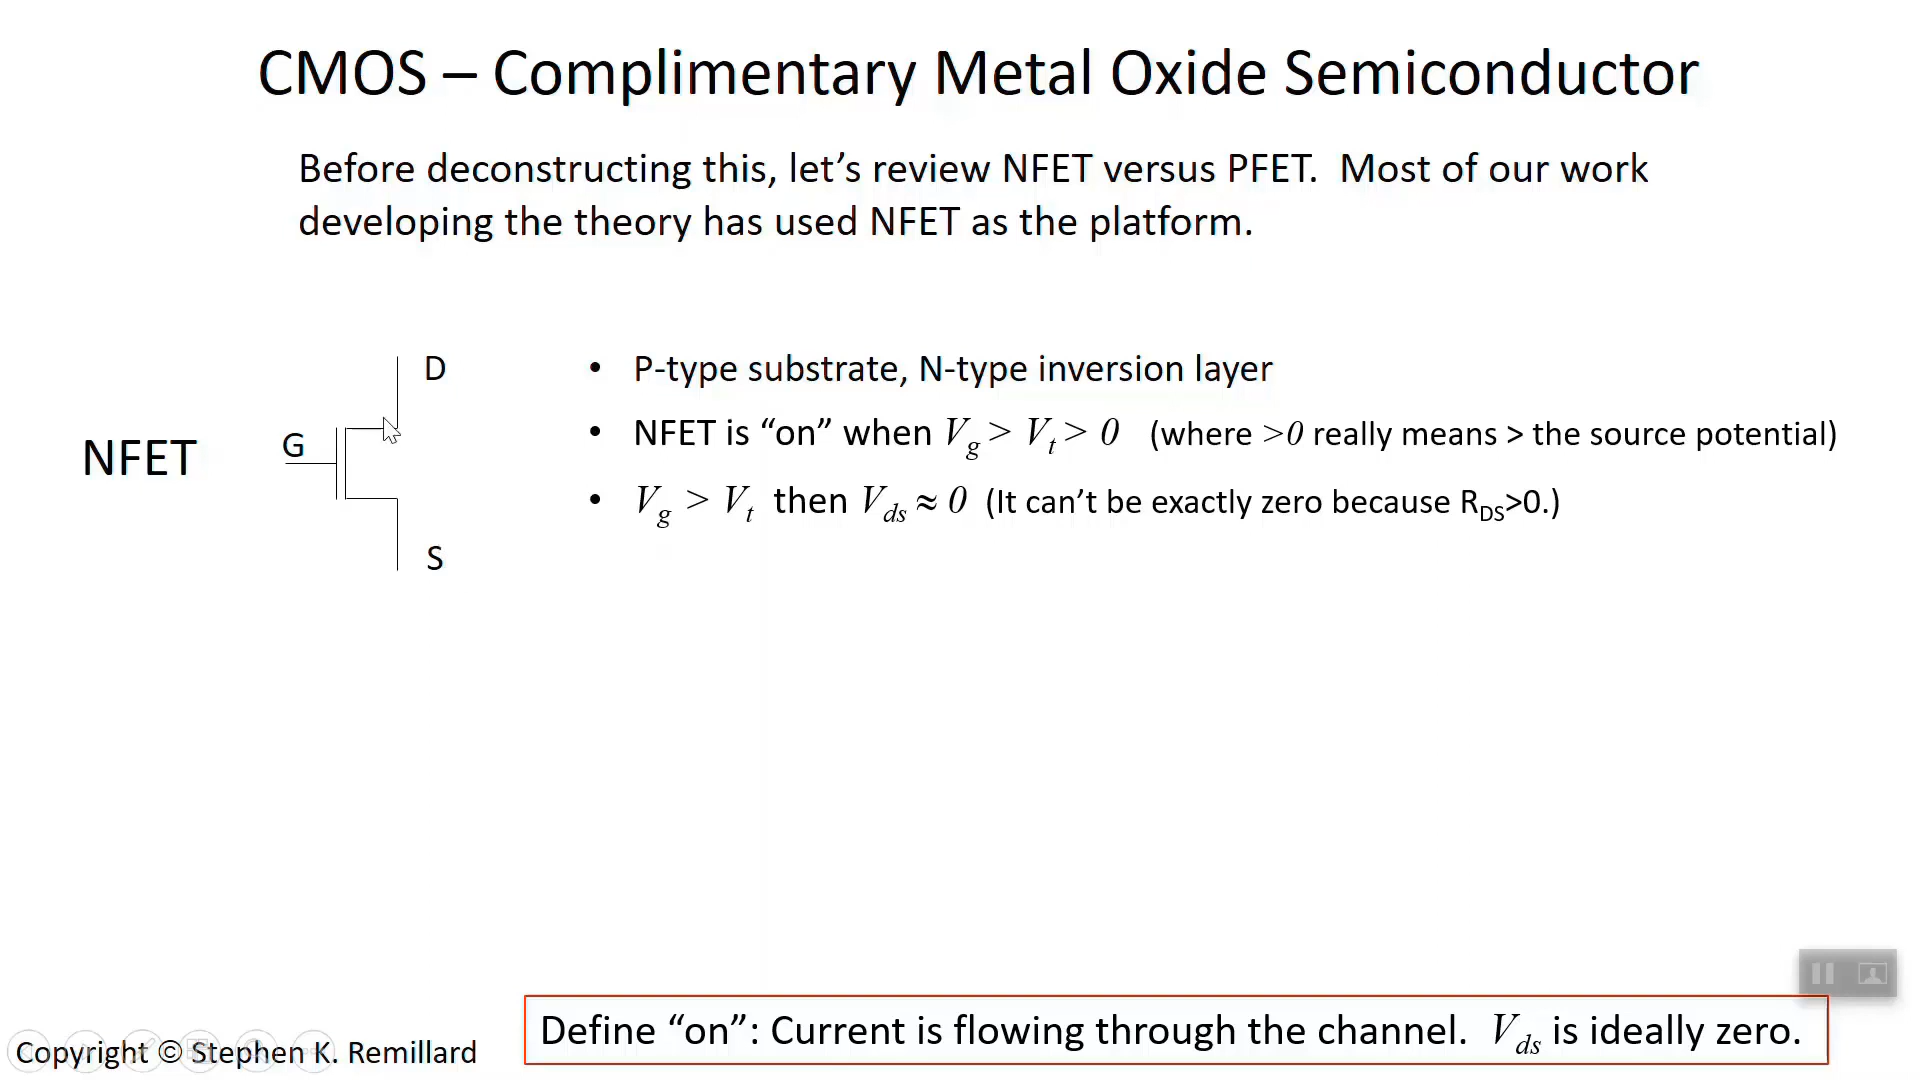 CMOS – Complimentary Metal Oxide Semiconductor
Before deconstructing this, let’s review NFET versus PFET. Most of our work
developing the theory has used NFET as the platform.
D
• P-type substrate, N-type inversion layer
NFET
G
• NFET is “on” when Vg > Vt > 0 (where >0 really means > the source potential)
• Vg > Vt then Vds ≈ 0 (It can’t be exactly zero because RDS>0.)
S
Define “on”: Current is flowing through the channel. Vds is ideally zero.
Copyright © Stephen K. Remillard